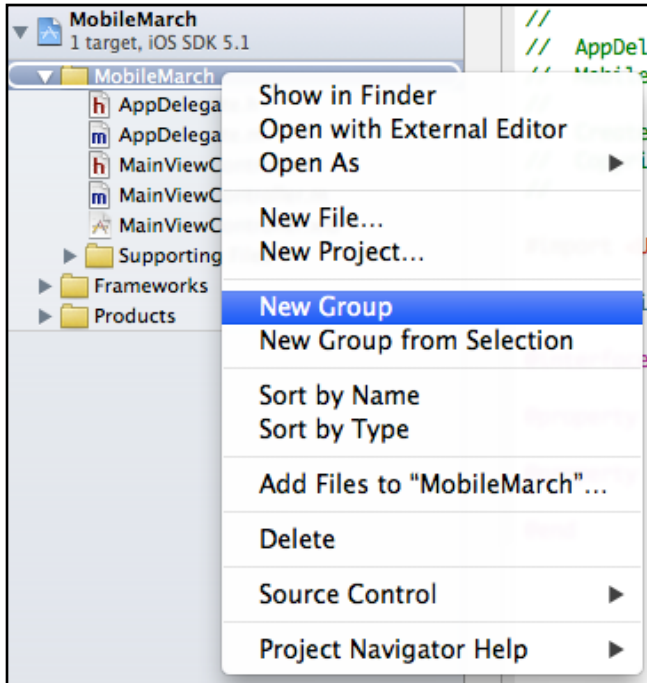 MobileMarch
1 target, iOS SDK 5.1
MobileMarch
h AppDelega
m AppDelega
h MainViewC
m MainViewC
MainViewC
Supporting
Frameworks
Products
Show in Finder
Open with External Editor
Open As
New File...
New Project...
New Group
New Group from Selection
Sort by Name
Sort by Type
Add Files to “MobileMarch”...
Delete
Source Control
Project Navigator Help
//
// AppDel
//